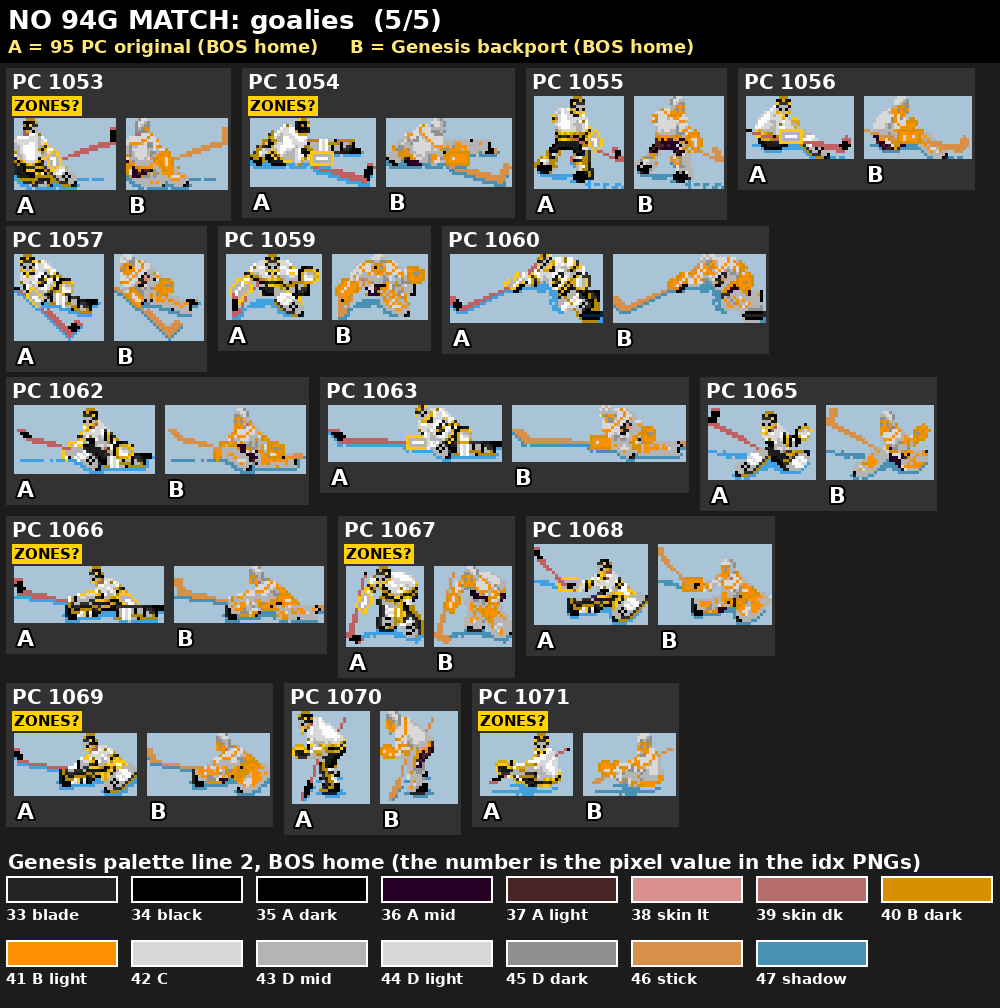 NO 94G MATCH: goalies (5/5)
A = 95 PC original (BOS home) B = Genesis backport (BOS home)
PC 1053 PC 1054 PC 1055 PC 1056
ZONES? ZONES?
A B A B A B A B
PC 1057 PC 1059 PC 1060
A B A B A B
PC 1062 PC 1063 PC 1065
A B A B A B
PC 1066 PC 1067 PC 1068
ZONES? ZONES?
A B A B A B
PC 1069 PC 1070 PC 1071
ZONES? ZONES?
A B A B A B
Genesis palette line 2, BOS home (the number is the pixel value in the idx PNGs)
33 blade 34 black 35 A dark 36 A mid 37 A light 38 skin lt 39 skin dk 40 B dark
41 B light 42 C 43 D mid 44 D light 45 D dark 46 stick 47 shadow